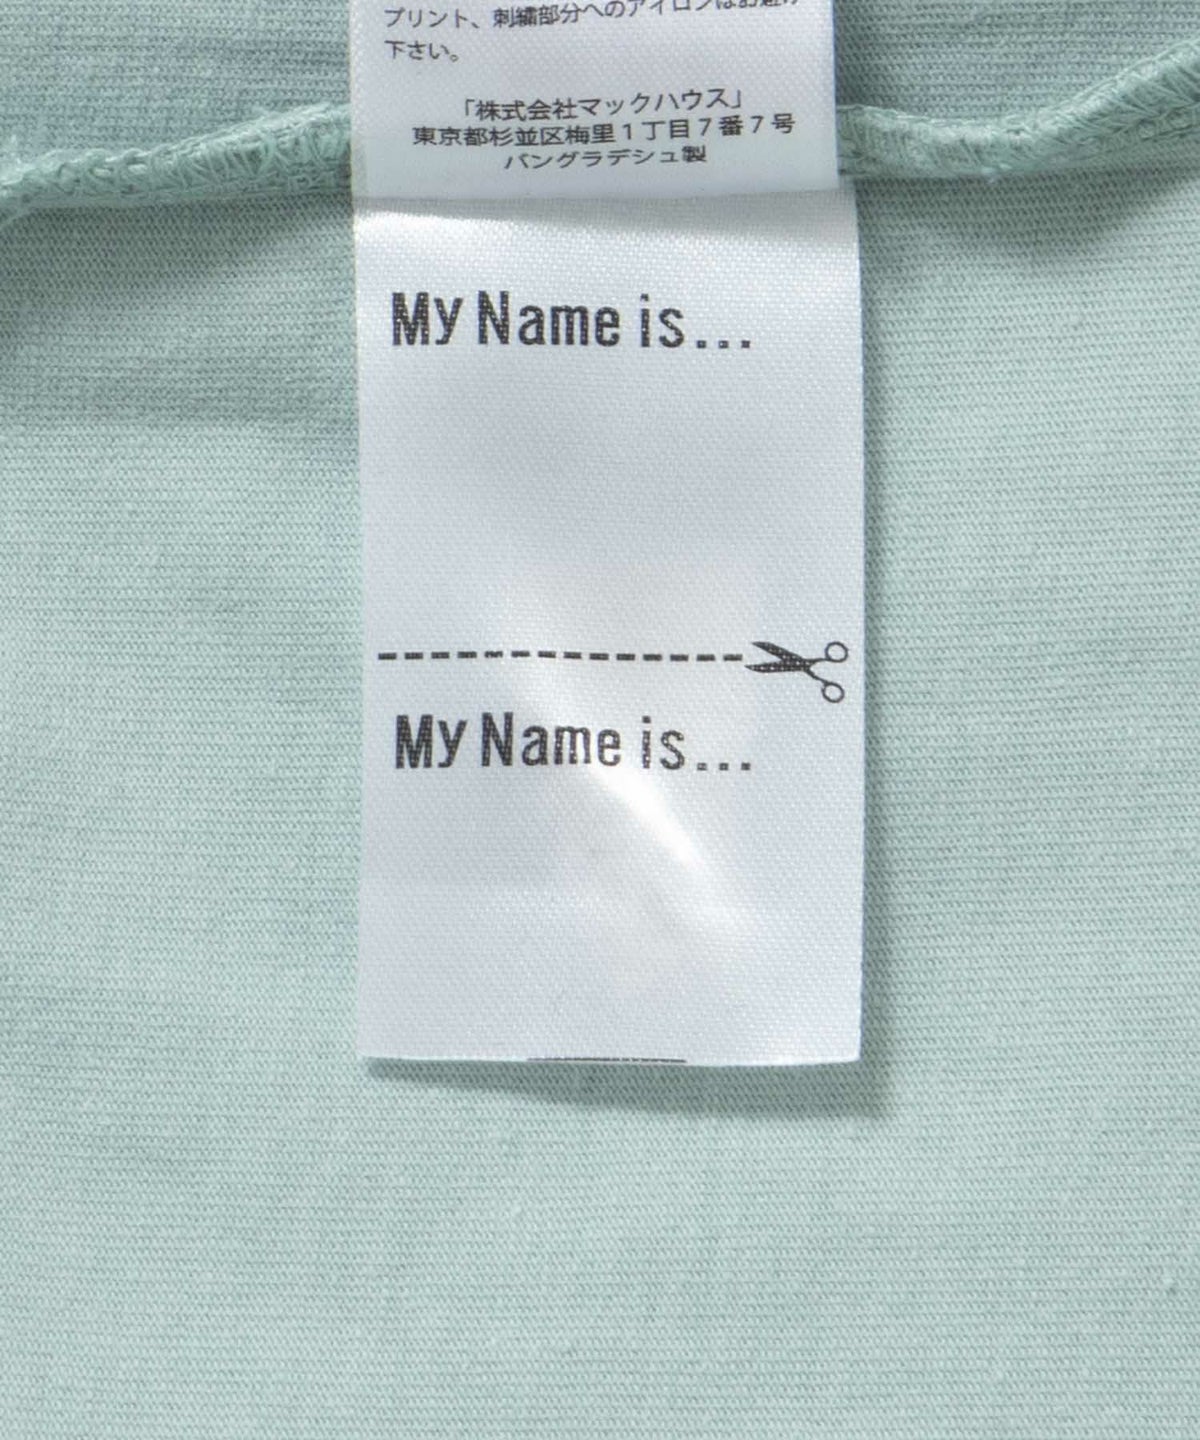 プリント、刺繍部分へのアイロンはお避け
下さい。
「株式会社マックハウス」
東京都杉並区梅里1丁目7番7号
バングラデシュ製
My Name is...
My Name is...